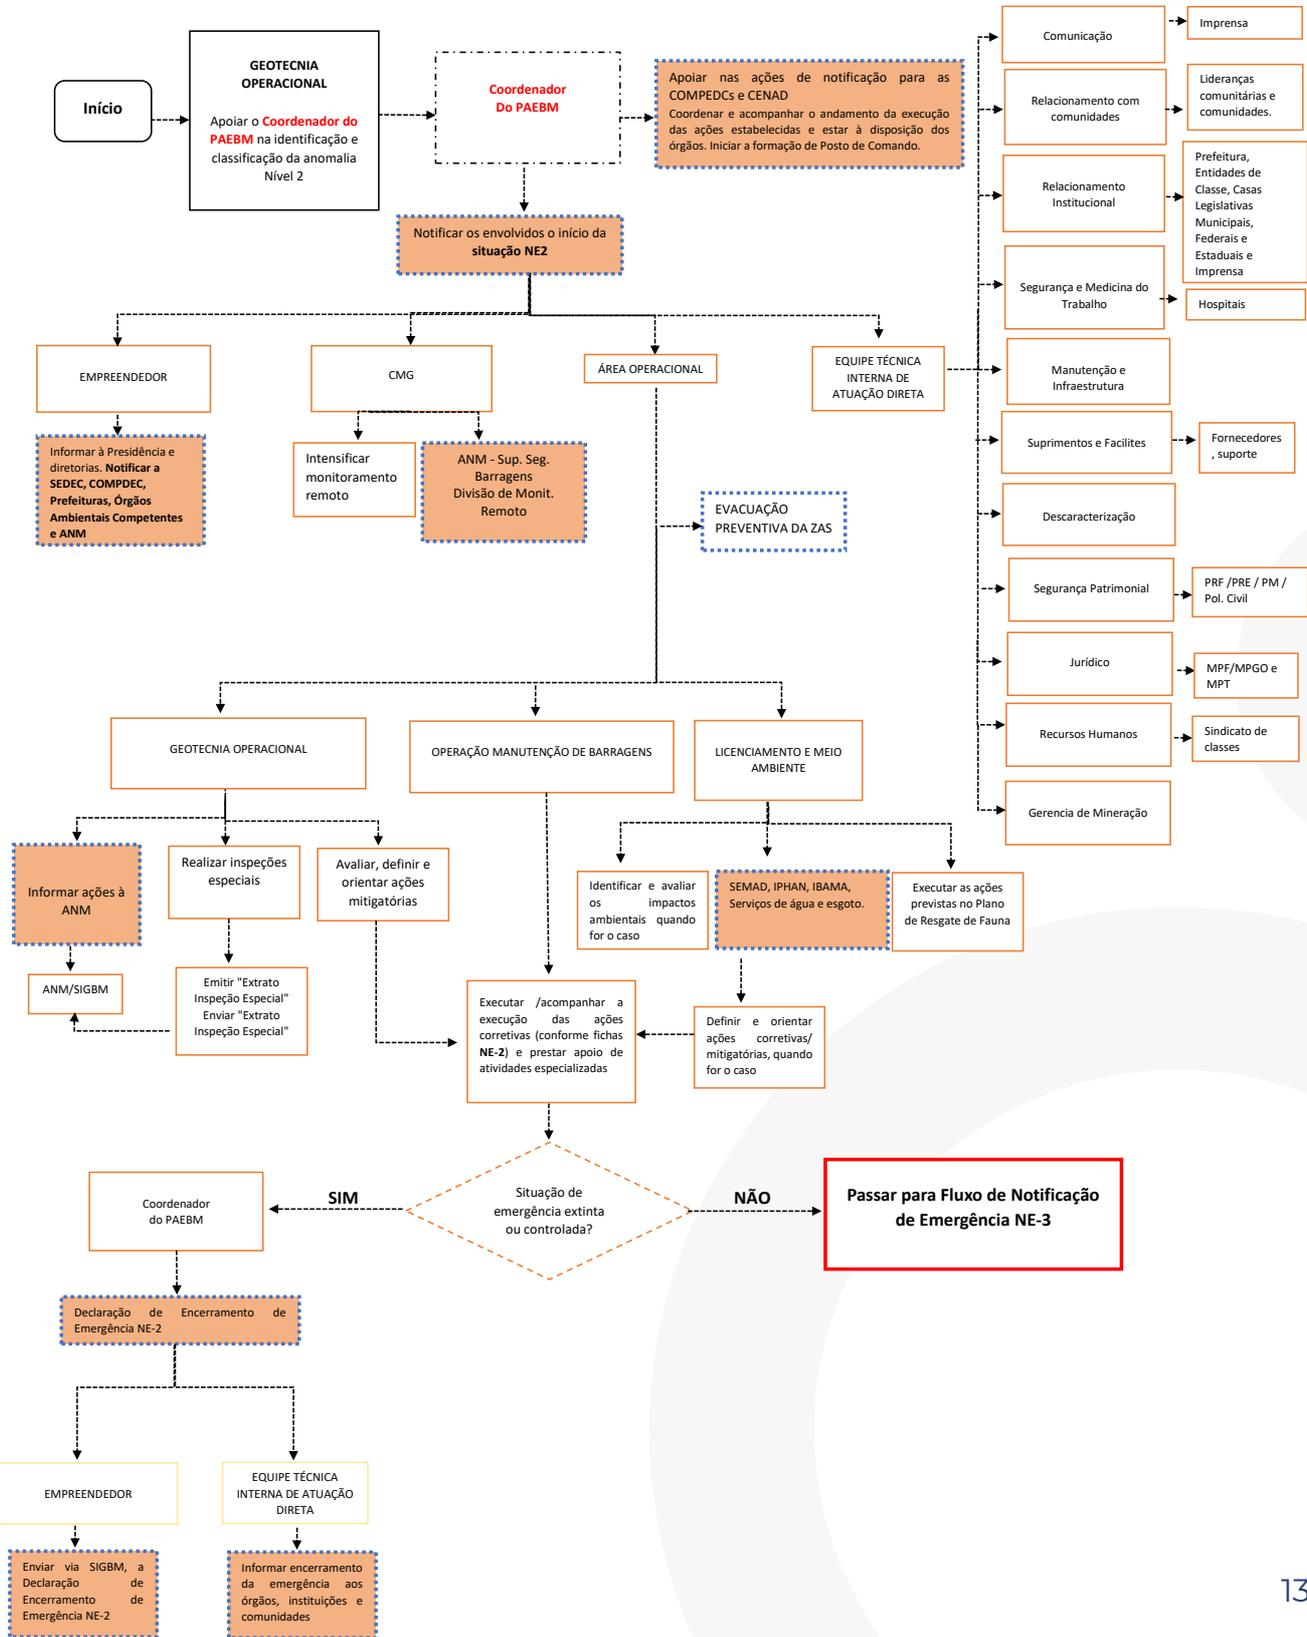 Início
GEOTECNIA
OPERACIONAL
Apoiar o Coordenador do
PAEBM na identificação e
classificação da anomalia
Nível 2
Coordenador
Do PAEBM
Apoiar nas ações de notificação para as
COMPEDCs e CENAD
Coordenar e acompanhar o andamento da execução
das ações estabelecidas e estar à disposição dos
órgãos. Iniciar a formação de Posto de Comando.
Notificar os envolvidos o início da
situação NE2
EMPREENDEDOR
CMG
ÁREA OPERACIONAL
EQUIPE TÉCNICA
INTERNA DE
ATUAÇÃO DIRETA
Informar à Presidência e
diretorias. Notificar a
SEDEC, COMPDEC,
Prefeituras, Órgãos
Ambientais Competentes
e ANM
Intensificar
monitoramento
remoto
ANM - Sup. Seg.
Barragens
Divisão de Monit.
Remoto
EVACUAÇÃO
PREVENTIVA DA ZAS
Comunicação
Imprensa
Relacionamento com
comunidades
Lideranças
comunitárias e
comunidades.
Relacionamento
Institucional
Prefeitura,
Entidades de
Classe, Casas
Legislativas
Municipais,
Federais e
Estaduais e
Imprensa
Segurança e Medicina do
Trabalho
Hospitais
Manutenção e
Infraestrutura
Suprimentos e Facilites
Fornecedores
, suporte
Descaracterização
Segurança Patrimonial
PRF /PRE / PM /
Pol. Civil
Jurídico
MPF/MPGO e
MPT
Recursos Humanos
Sindicato de
classes
Gerencia de Mineração
GEOTECNIA OPERACIONAL
OPERAÇÃO MANUTENÇÃO DE BARRAGENS
LICENCIAMENTO E MEIO
AMBIENTE
Informar ações à
ANM
Realizar inspeções
especiais
Avaliar, definir e
orientar ações
mitigatórias
Identificar e avaliar
os impactos
ambientais quando
for o caso
SEMAD, IPHAN, IBAMA,
Serviços de água e esgoto.
Executar as ações
previstas no Plano
de Resgate de Fauna
ANM/SIGBM
Emitir "Extrato
Inspeção Especial"
Enviar "Extrato
Inspeção Especial"
Executar /acompanhar a
execução das ações
corretivas (conforme fichas
NE-2) e prestar apoio de
atividades especializadas
Definir e orientar
ações corretivas/
mitigatórias, quando
for o caso
Situação de
emergência extinta
ou controlada?
SIM
NÃO
Coordenador
do PAEBM
Passar para Fluxo de Notificação
de Emergência NE-3
Declaração de Encerramento de
Emergência NE-2
EMPREENDEDOR
EQUIPE TÉCNICA
INTERNA DE ATUAÇÃO
DIRETA
Enviar via SIGBM, a
Declaração de
Encerramento de
Emergência NE-2
Informar encerramento
da emergência aos
órgãos, instituições e
comunidades
13